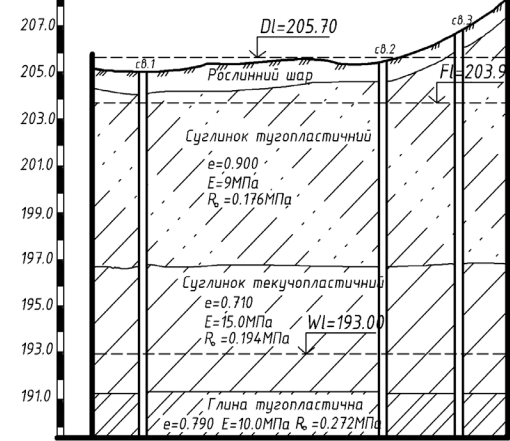 207.0
Dl=205.70
св.1
св.2
св.3
205.0
Рослинний шар
Fl=203.9
203.0
Суглинок тугопластичний
201.0
e=0.900
E=9МПа
199.0
R₀=0.176МПа
197.0
Суглинок текучопластичний
e=0.710
195.0
E=15.0МПа
Wl=193.00
R₀=0.194МПа
193.0
191.0
Глина тугопластична
e=0.790 E=10.0МПа R₀=0.272МПа